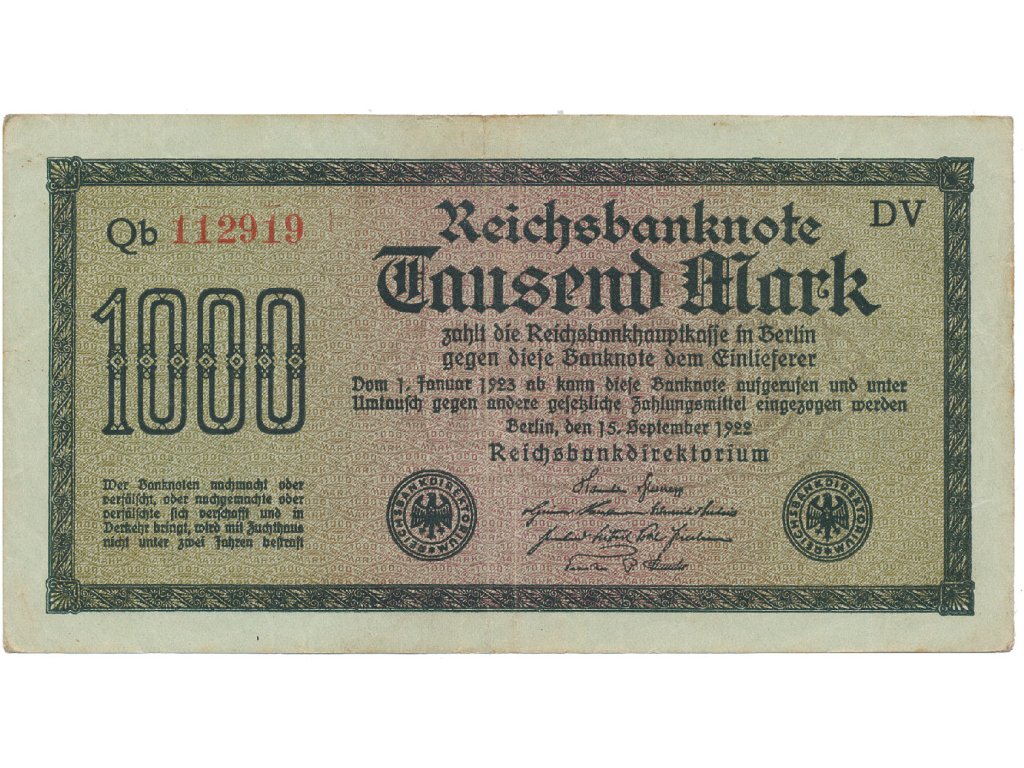 Qb 112919
Reichsbanknote
DV
Tausend Mark
1000
zahlt die Reichsbankhauptkasse in Berlin
gegen diese Banknote dem Einlieferer
Vom 1. Januar 1923 ab kann diese Banknote aufgerufen und unter
Umtausch gegen andere gesetzliche Zahlungsmittel eingezogen werden
Berlin, den 15. September 1922
Reichsbankdirektorium
Wer Banknoten nachmacht oder
verfälscht, oder nachgemachte oder
verfälschte sich verschafft und in
Verkehr bringt, wird mit Zuchthaus
nicht unter zwei Jahren bestraft
REICHSBANKDIREKTORIUM
REICHSBANKDIREKTORIUM